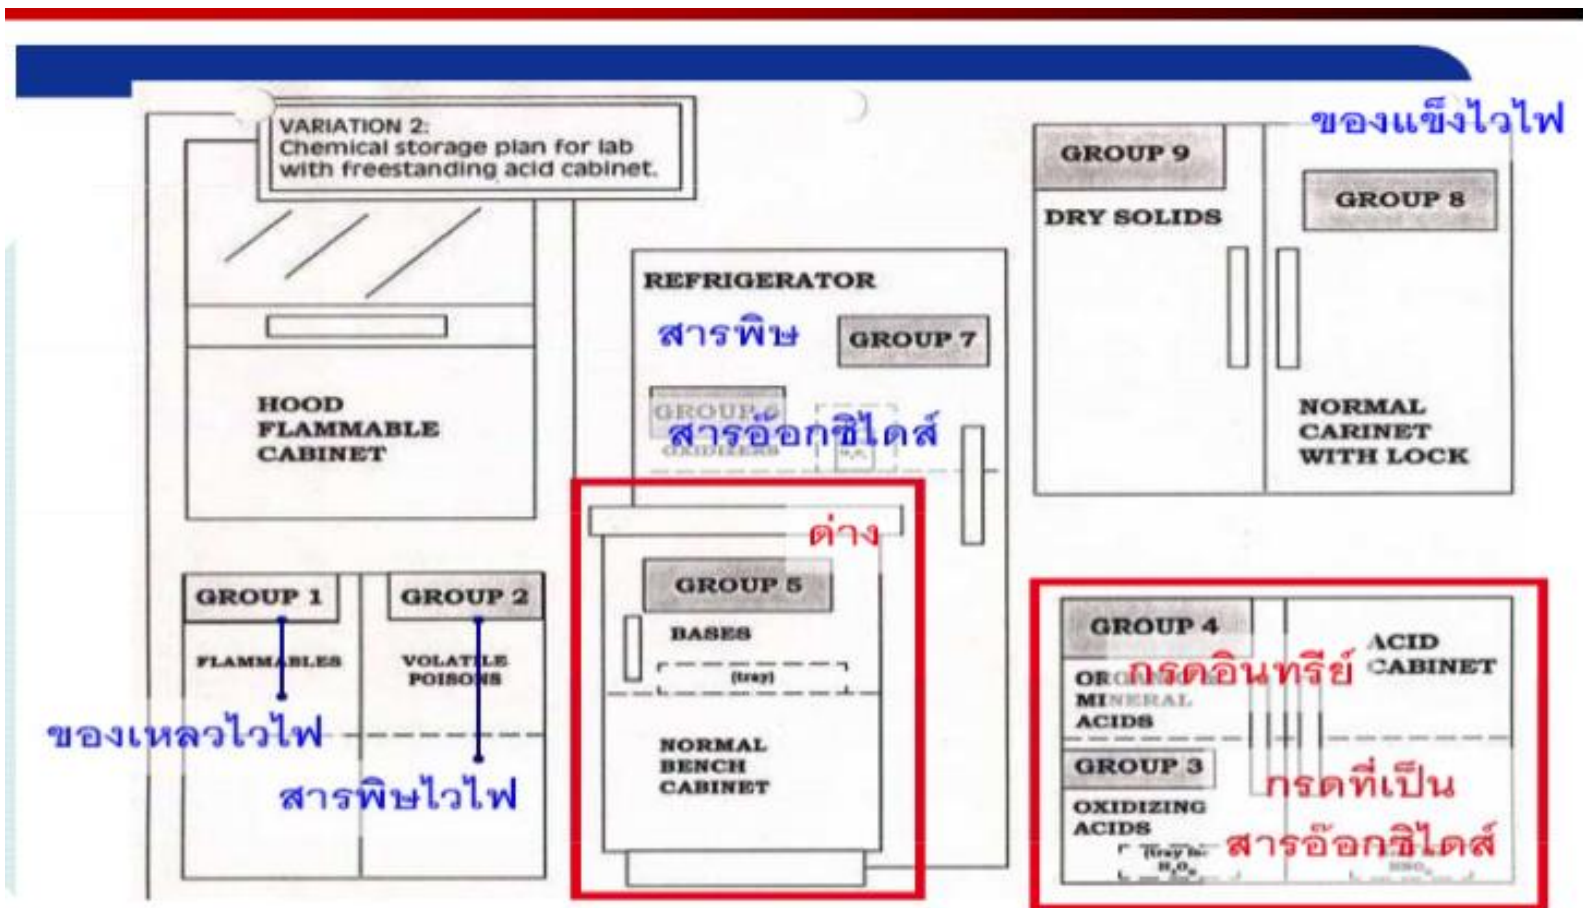 VARIATION 2:
Chemical storage plan for lab
with freestanding acid cabinet.
HOOD
FLAMMABLE
CABINET
GROUP 1
FLAMMABLES
ของเหลวไวไฟ
GROUP 2
VOLATILE
POISONS
สารพิษไวไฟ
REFRIGERATOR
สารพิษ
GROUP 7
GROUP 6
สารอ๊อกซิไดส์
OXIDIZERS
ด่าง
GROUP 5
BASES
(tray)
NORMAL
BENCH
CABINET
GROUP 9
DRY SOLIDS
ของแข็งไวไฟ
GROUP 8
NORMAL
CARINET
WITH LOCK
GROUP 4
กรดอินทรีย์
MINERAL
ACIDS
ACID
CABINET
GROUP 3
OXIDIZING
ACIDS
กรดที่เป็น
สารอ๊อกซิไดส์